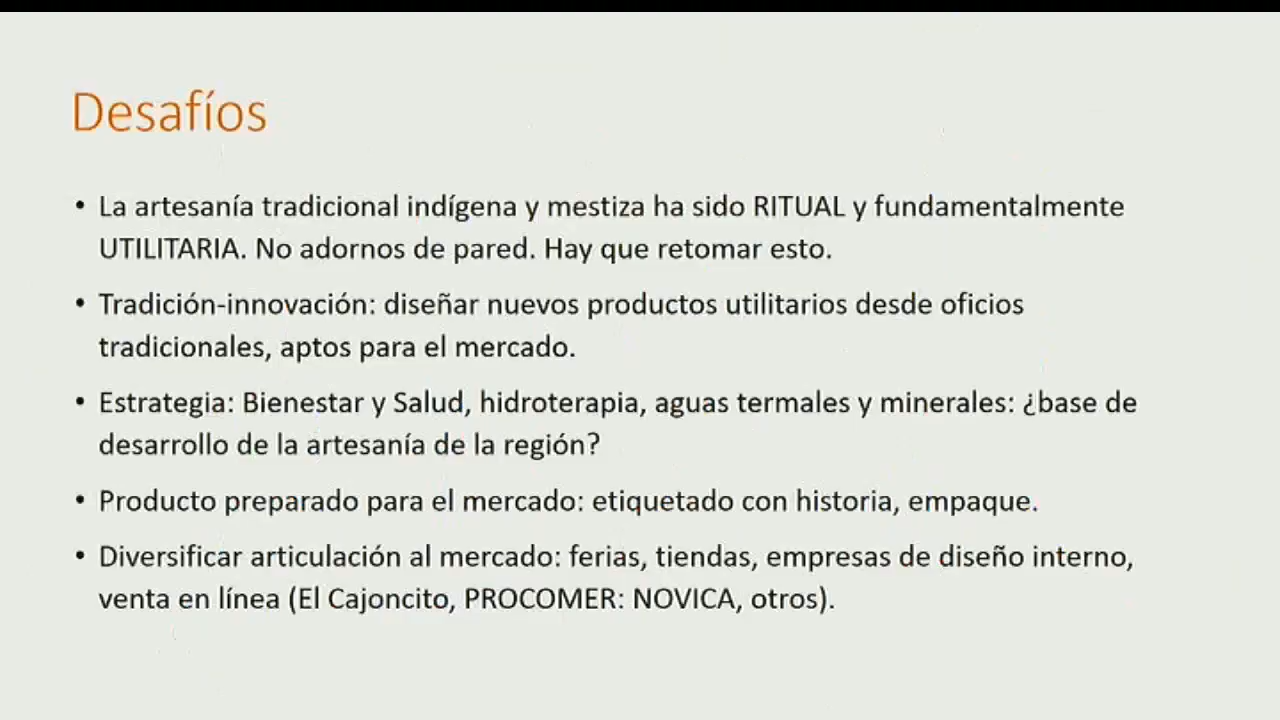 Desafíos
• La artesanía tradicional indígena y mestiza ha sido RITUAL y fundamentalmente
UTILITARIA. No adornos de pared. Hay que retomar esto.
• Tradición-innovación: diseñar nuevos productos utilitarios desde oficios
tradicionales, aptos para el mercado.
• Estrategia: Bienestar y Salud, hidroterapia, aguas termales y minerales: ¿base de
desarrollo de la artesanía de la región?
• Producto preparado para el mercado: etiquetado con historia, empaque.
• Diversificar articulación al mercado: ferias, tiendas, empresas de diseño interno,
venta en línea (El Cajoncito, PROCOMER: NOVICA, otros).